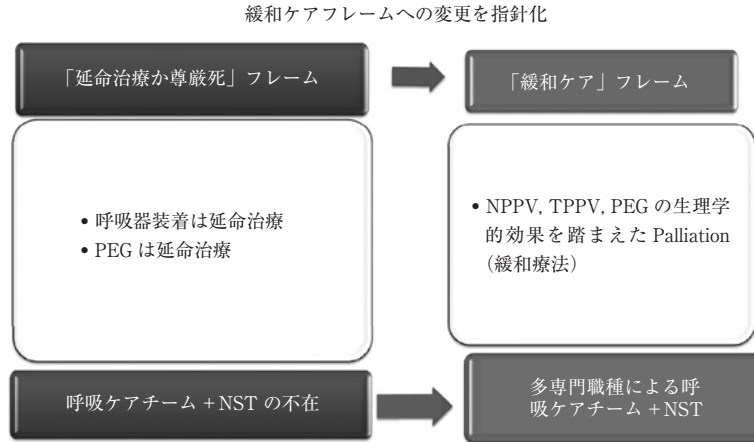 緩和ケアフレームへの変更を指針化
「延命治療か尊厳死」フレーム
「緩和ケア」フレーム
• 呼吸器装着は延命治療
• PEG は延命治療
• NPPV, TPPV, PEG の生理学
的効果を踏まえた Palliation
（緩和療法）
呼吸ケアチーム + NST の不在
多専門職種による呼
吸ケアチーム + NST